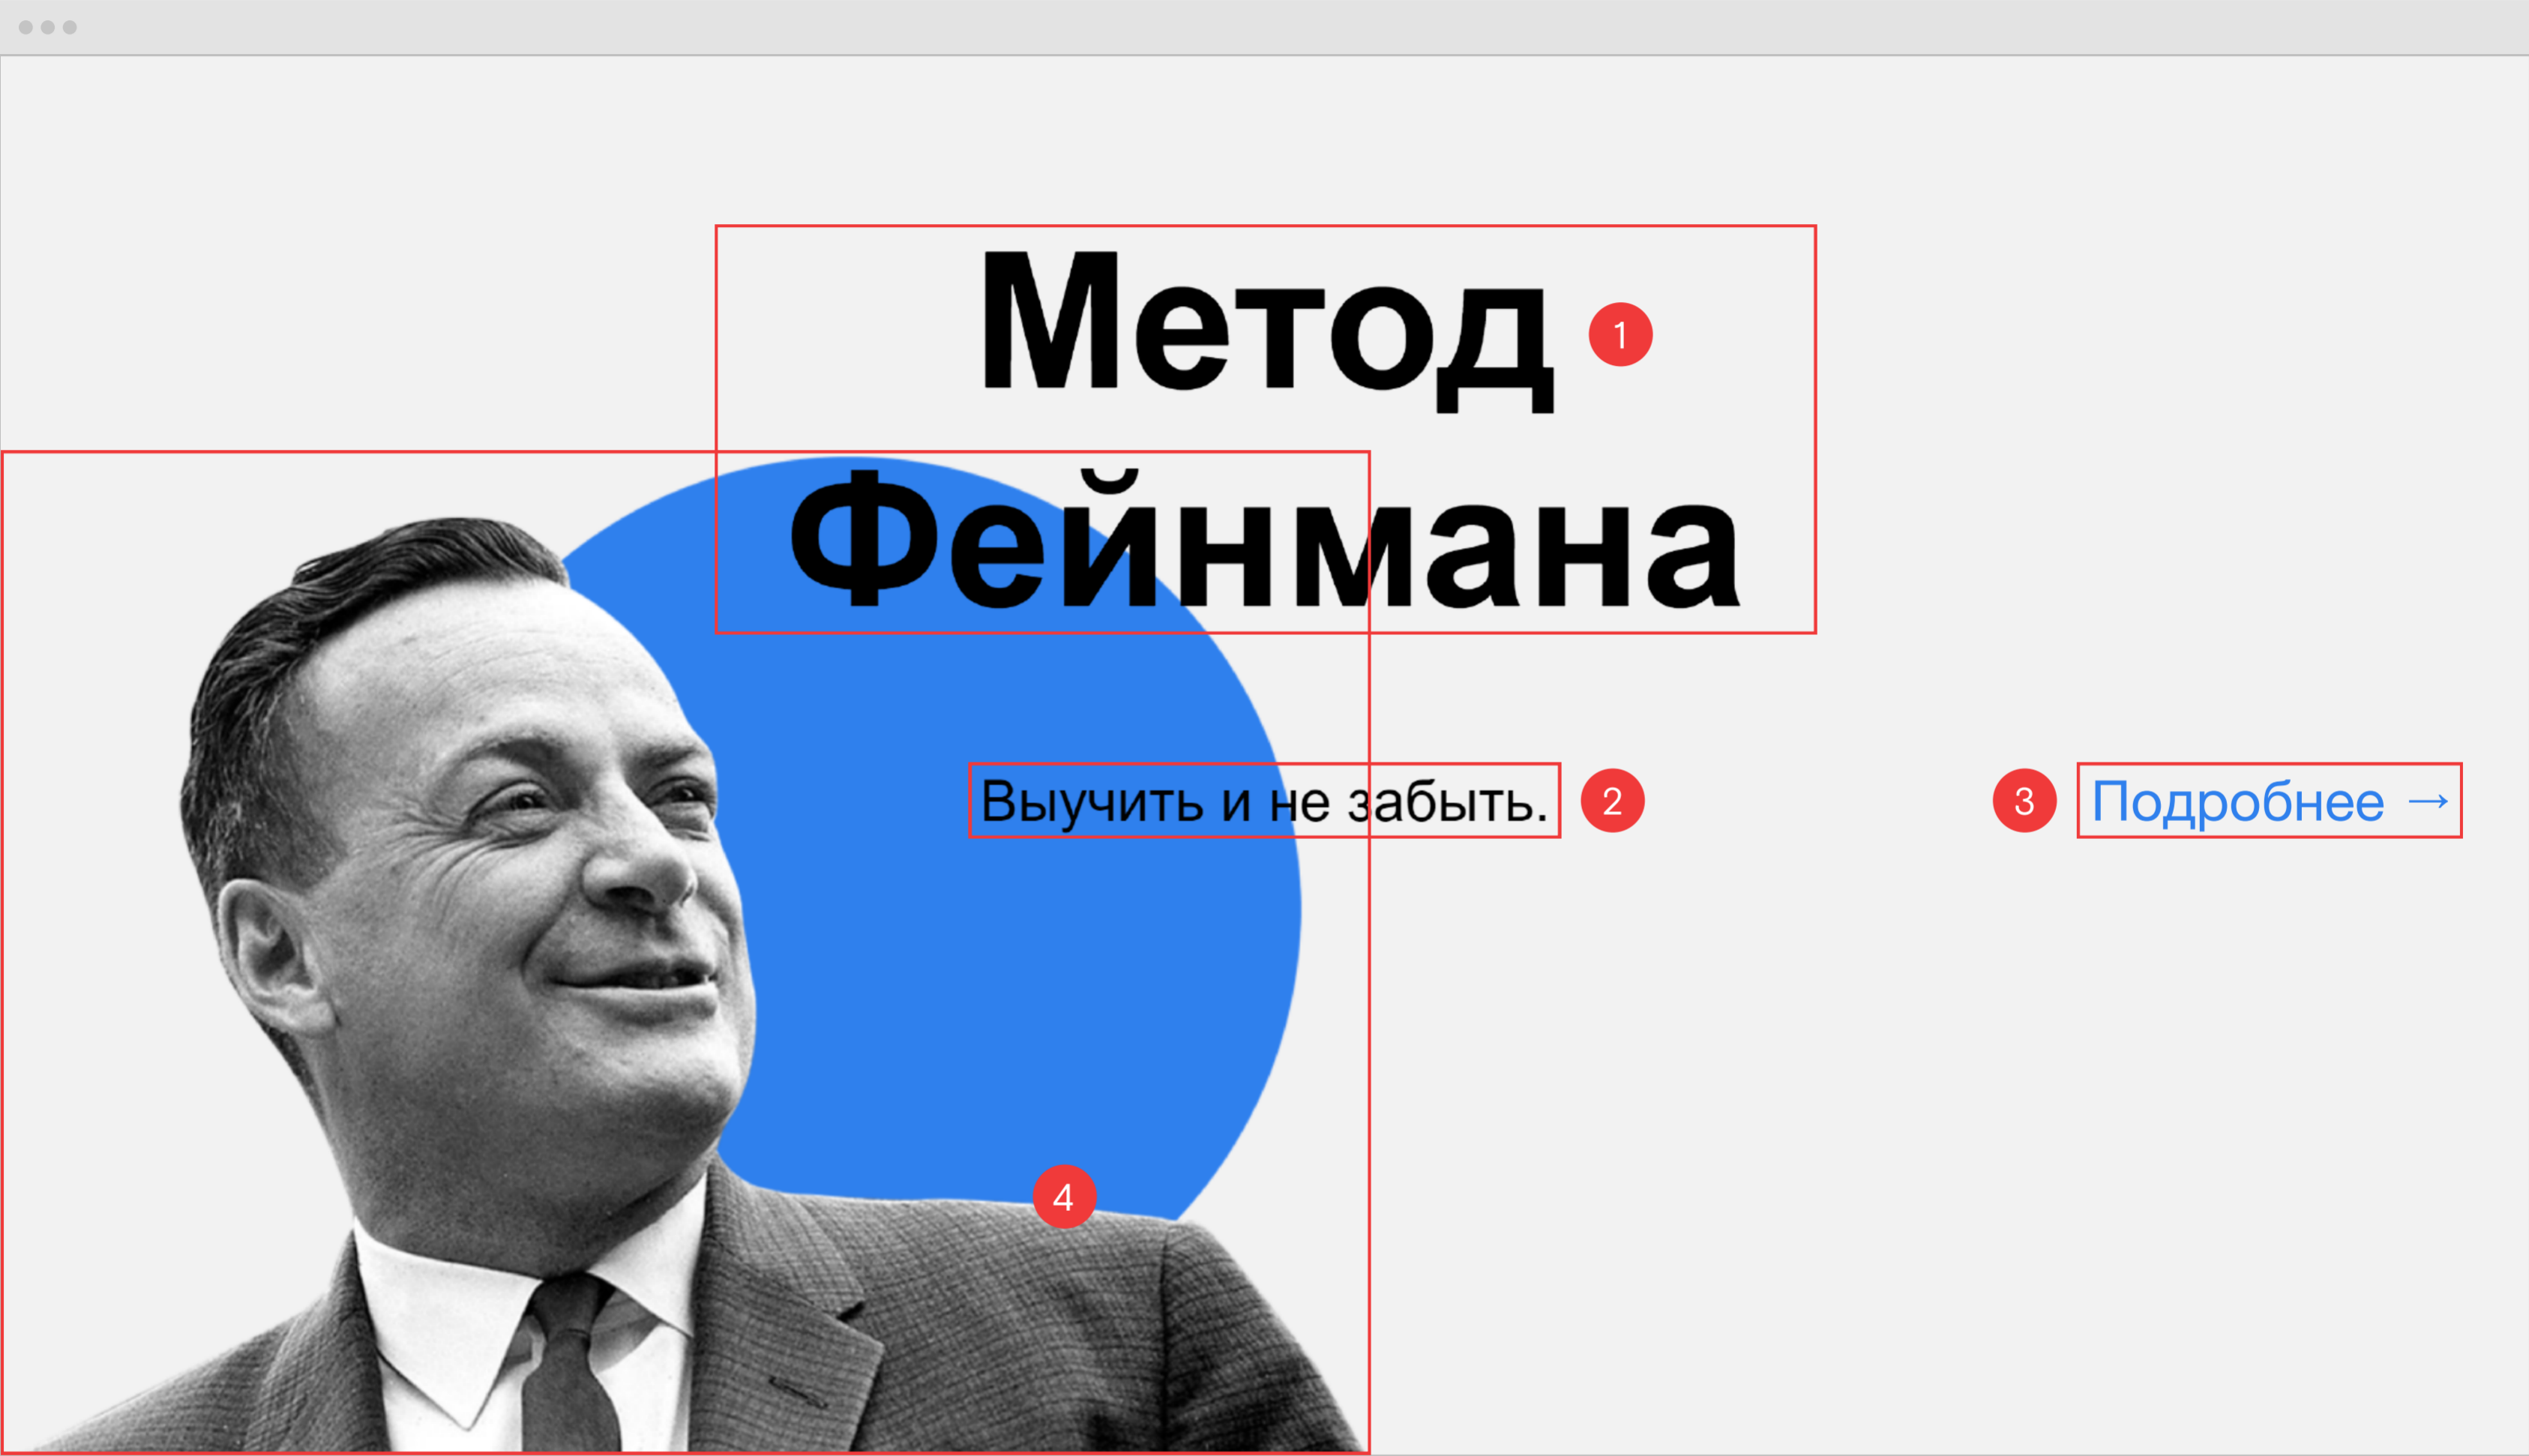 Метод
1
Фейнмана
Выучить и не забыть.
2
3
Подробнее →
4